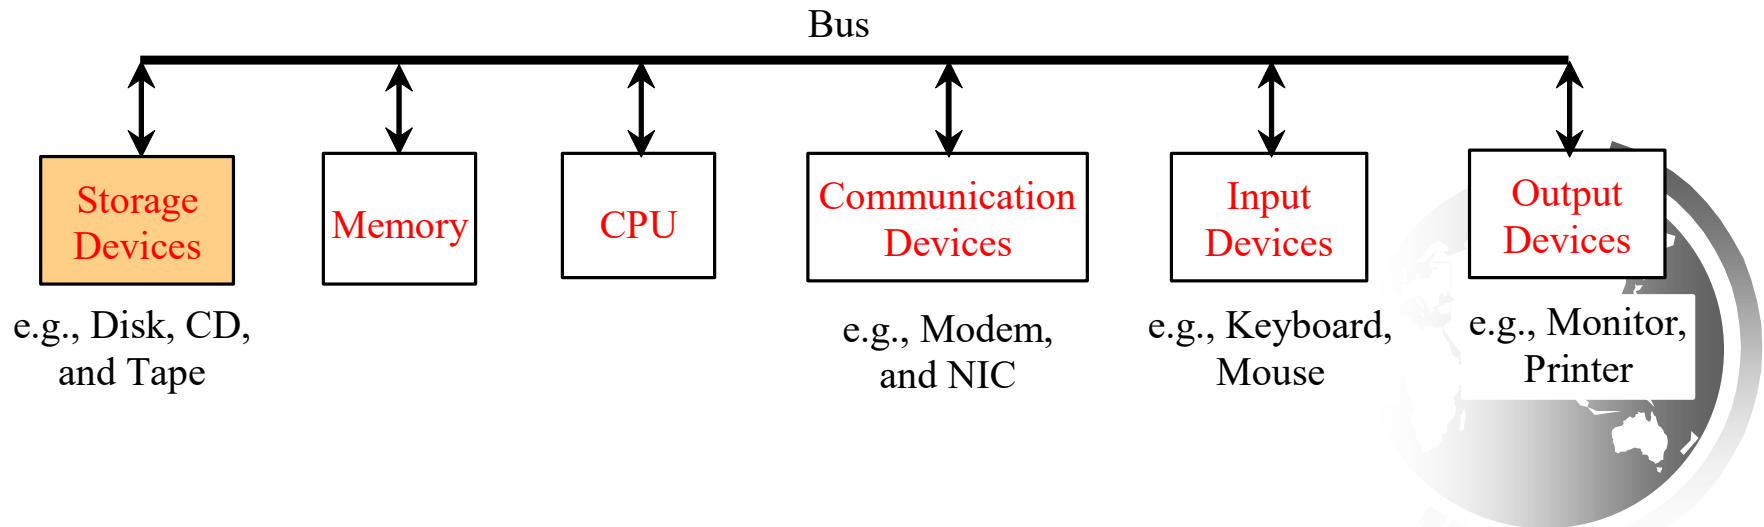 Bus
Storage
Devices
Memory
CPU
Communication
Devices
Input
Devices
Output
Devices
e.g., Disk, CD,
and Tape
e.g., Modem,
and NIC
e.g., Keyboard,
Mouse
e.g., Monitor,
Printer